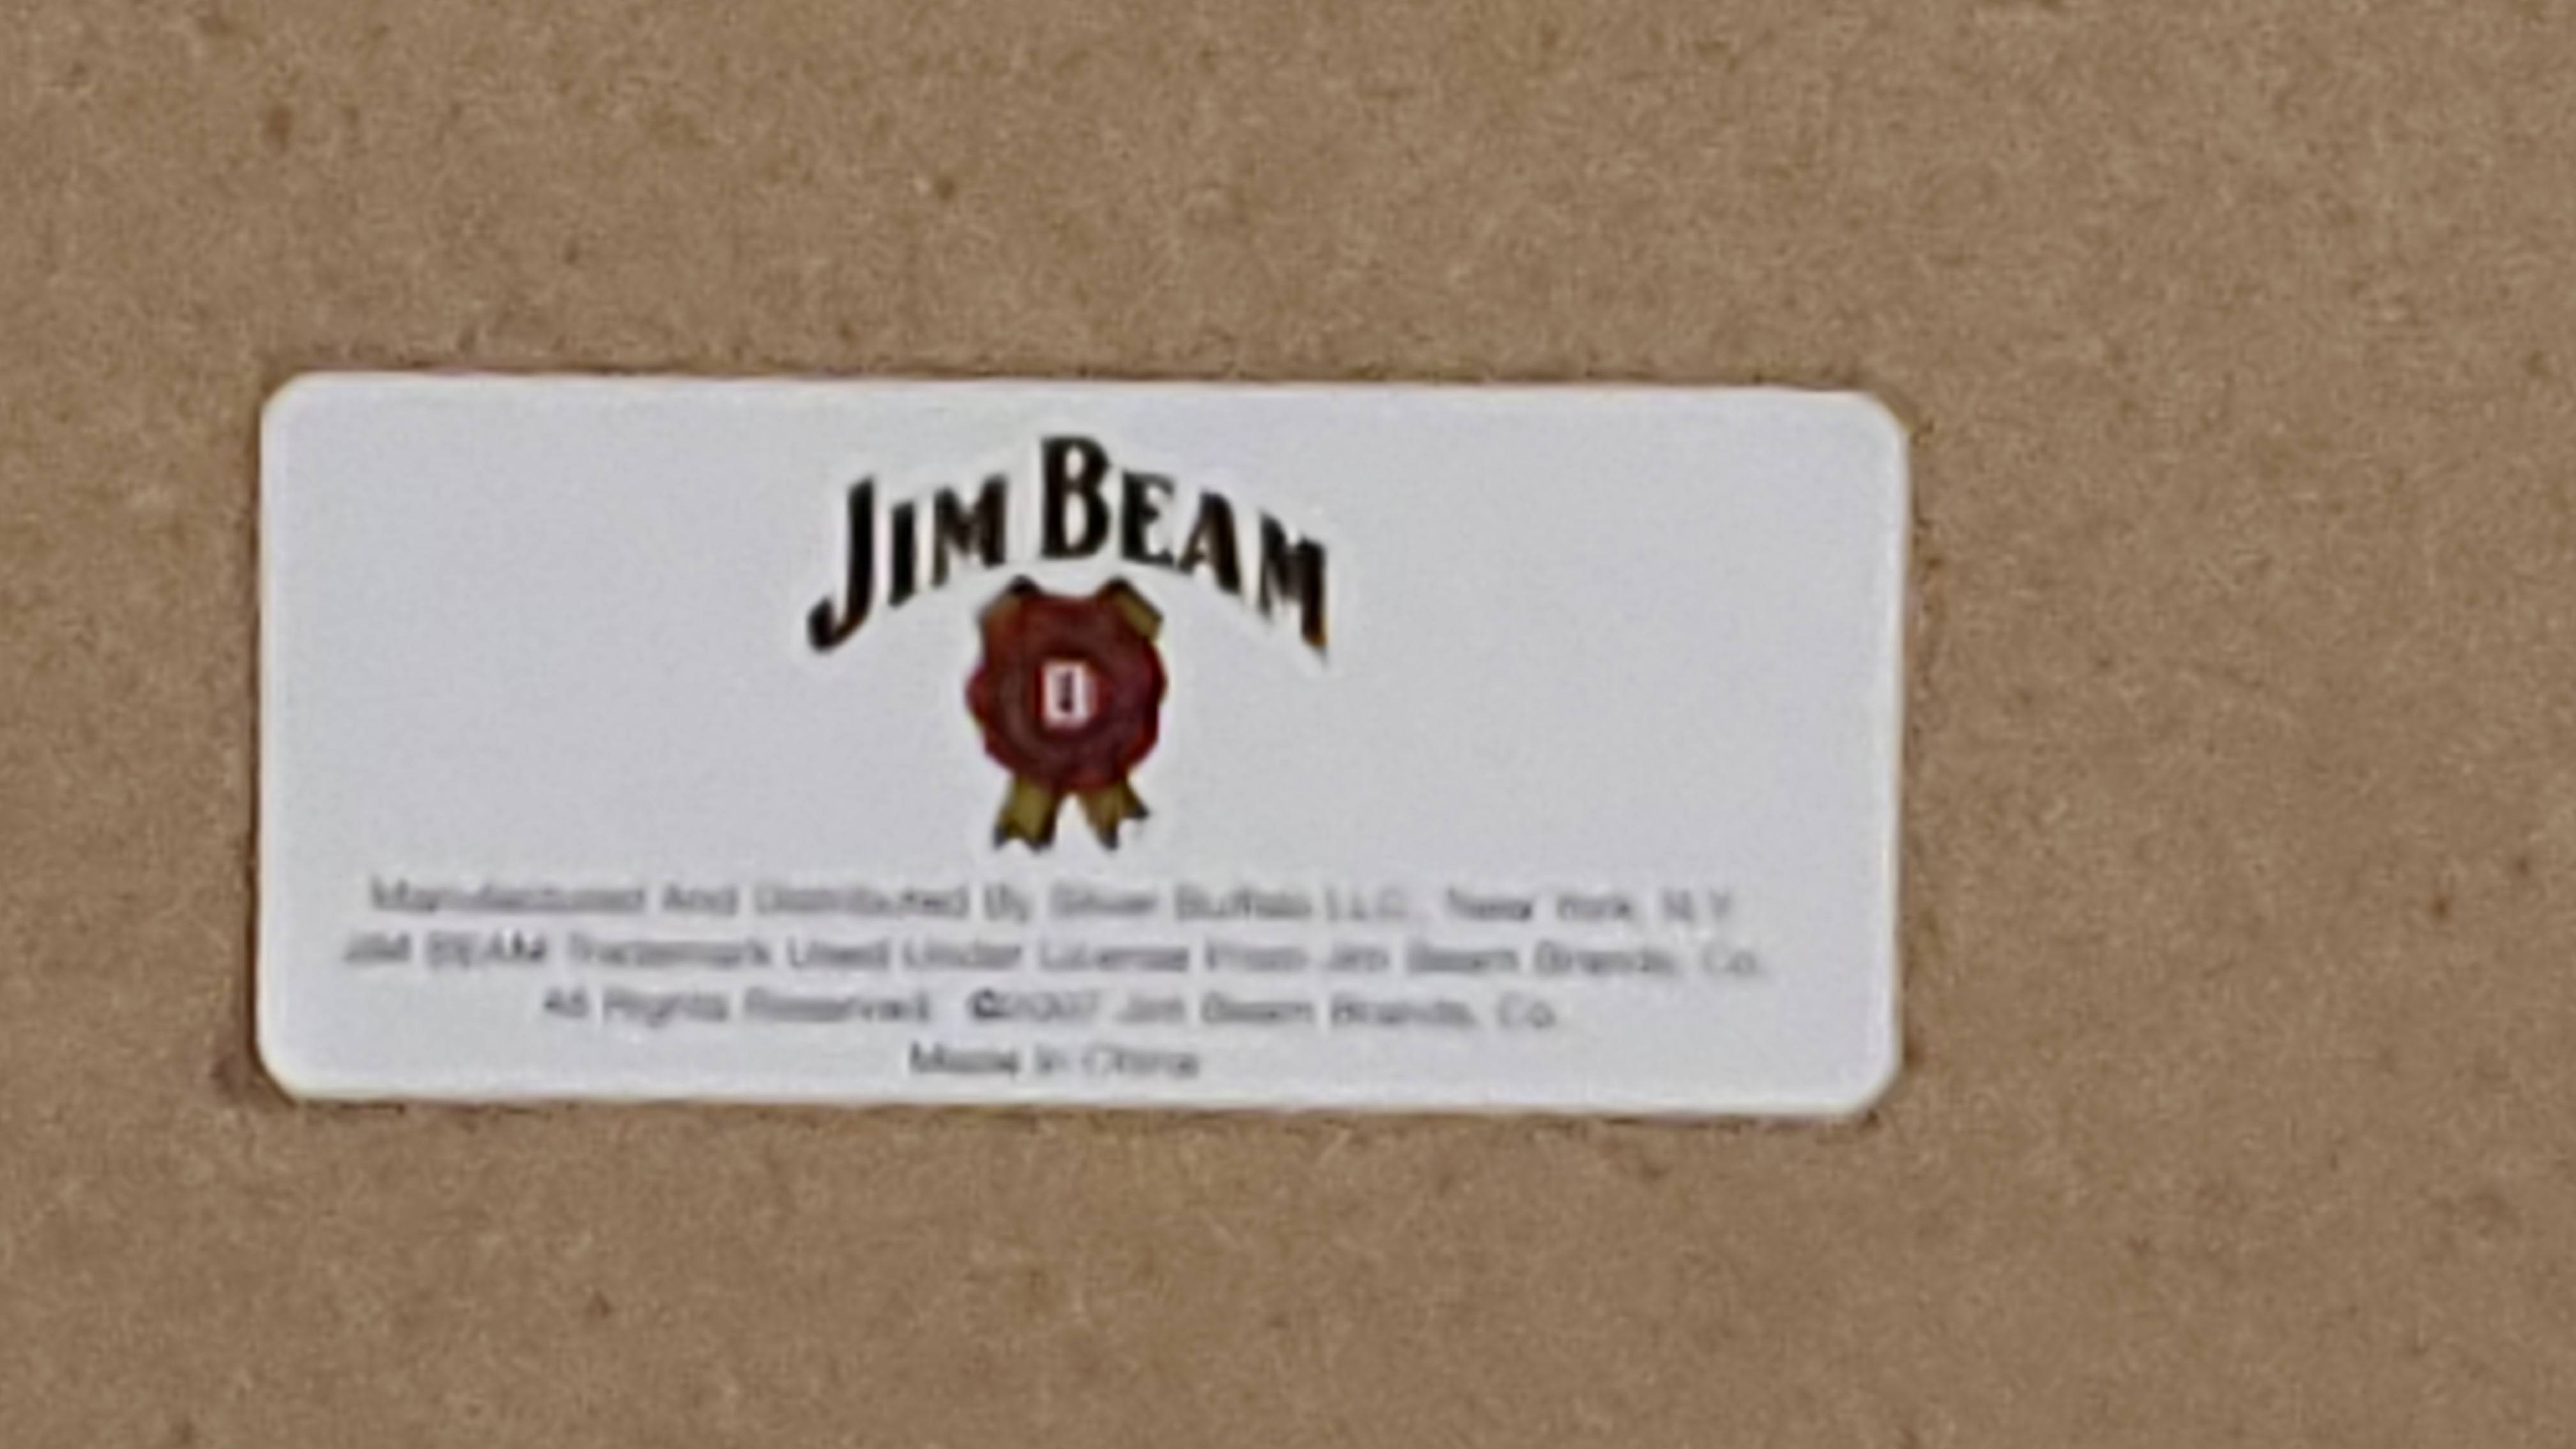 JIM BEAM
Manufactured And Distributed By Silver Buffalo LLC. New York, N.Y.
JIM BEAM Trademark Used Under License From Jim Beam Brands, Co.
All Rights Reserved. ©2007 Jim Beam Brands, Co.
Made In China